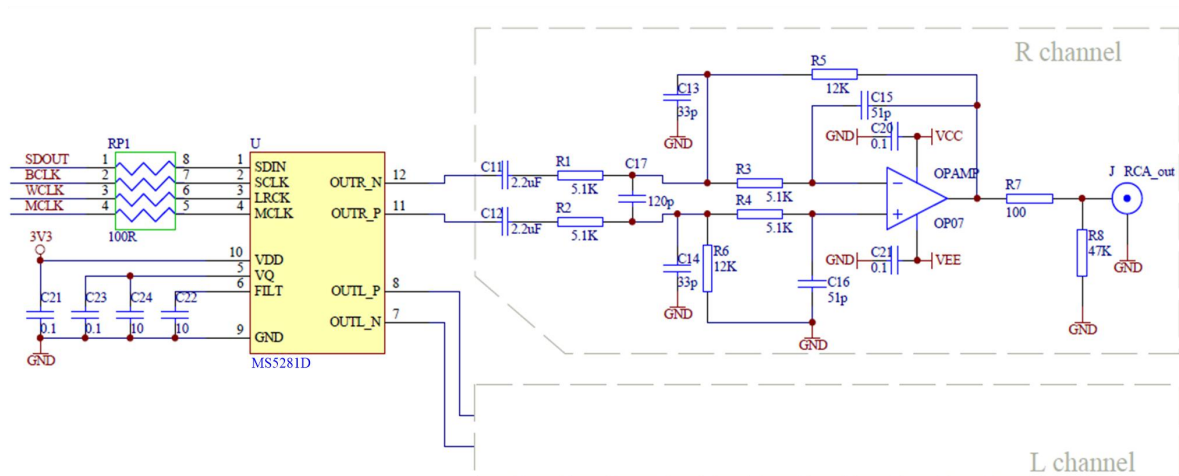 R channel
R5
12K
C13
33p
GND
C15
51p
C20
0.1
GND
VCC
RP1
U
SDOUT
BCLK
WCLK
MCLK
1
2
3
4
8
7
6
5
100R
1
2
3
4
SDIN
SCLK
LRCK
MCLK
OUTR_N
12
OUTR_P
11
C11
2.2uF
R1
5.1K
C17
120p
C12
2.2uF
R2
5.1K
R3
5.1K
R4
5.1K
OPAMP
OP07
R7
100
J RCA_out
GND
R8
47K
GND
3V3
10
VDD
5
VQ
6
FILT
9
GND
OUTL_P
8
OUTL_N
7
C21
0.1
C23
0.1
C24
10
C22
10
GND
MS5281D
C14
33p
GND
R6
12K
C16
51p
GND
GND
C21
0.1
VEE
L channel